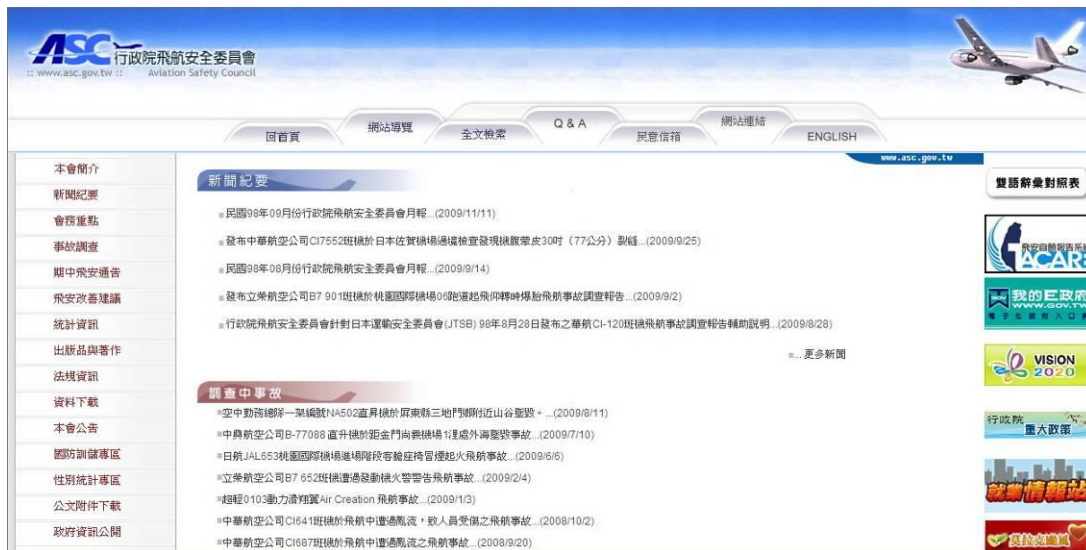 ASC 行政院飛航安全委員會
:: www.asc.gov.tw :: Aviation Safety Council
回首頁 網站導覽 全文檢索 Q & A 民意信箱 網站連結 ENGLISH
www.asc.gov.tw
本會簡介
新聞紀要
會務重點
事故調查
期中飛安通告
飛安改善建議
統計資訊
出版品與著作
法規資訊
資料下載
本會公告
國防訓儲專區
性別統計專區
公文附件下載
政府資訊公開
新聞紀要
民國98年09月份行政院飛航安全委員會月報...(2009/11/11)
發布中華航空公司CI7552班機於日本佐賀機場過境檢查發現機腹蒙皮30吋（77公分）裂縫...(2009/9/25)
民國98年08月份行政院飛航安全委員會月報...(2009/9/14)
發布立榮航空公司B7 901班機於桃園國際機場06跑道起飛仰轉時爆胎飛航事故調查報告...(2009/9/2)
行政院飛航安全委員會針對日本運輸安全委員會(JTSB) 98年8月28日發布之華航CI-120班機飛航事故調查報告輔助說明...(2009/8/28)
... 更多新聞
調查中事故
空中勤務總隊一架編號NA502直昇機於屏東縣三地門鄉附近山谷墜毀。...(2009/8/11)
中興航空公司B-77088 直升機於距金門尚義機場1浬處外海墜毀事故...(2009/7/10)
日航JAL653桃園國際機場進場階段客艙座椅冒煙起火飛航事故...(2009/6/6)
立榮航空公司B7 652班機遭遇發動機火警警告飛航事故...(2009/2/4)
超輕0103動力滑翔翼Air Creation 飛航事故...(2009/1/3)
中華航空公司CI641班機於飛航中遭遇亂流，致人員受傷之飛航事故...(2008/10/2)
中華航空公司CI687班機於飛航中遭遇亂流之飛航事故...(2008/9/20)
雙語辭彙對照表
飛安自願報告系
TACARE
我的E政府
WWW.GOV.TW
電子化政府入口
VISION
2020
行政院
重大政策
就業情報站
莫拉克